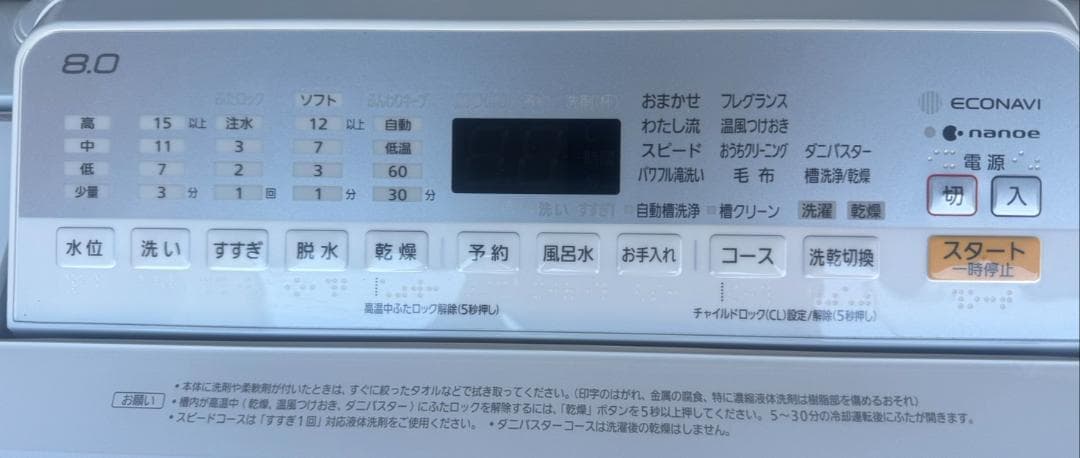 8.0
ふたロック ソフト ふんわりキープ
高 15 以上 注水 12 以上 自動
中 11 3 7 低温
低 7 2 3 60
少量 3 分 1 回 1 分 30 分
おまかせ フレグランス
わたし流 温風つけおき
スピード おうちクリーニング ダニバスター
パワフル滝洗い 毛布 槽洗浄/乾燥
洗い すすぎ 自動槽洗浄 槽クリーン 洗濯 乾燥
ECONAVI
nanoe
電源
切 入
水位 洗い すすぎ 脱水 乾燥 予約 風呂水 お手入れ コース 洗乾切換 スタート
一時停止
高温中ふたロック解除(5秒押し)
チャイルドロック(CL)設定/解除(5秒押し)
お願い
•本体に洗剤や柔軟剤が付いたときは、すぐに絞ったタオルなどで拭き取ってください。(印字のはがれ、金属の腐食、特に濃縮液体洗剤は樹脂部を傷めるおそれ)
•槽内が高温中(乾燥、温風つけおき、ダニバスター)にふたロックを解除するには、「乾燥」ボタンを5秒以上押してください。5～30分の冷却運転後にふたが開きます。
•スピードコースは「すすぎ1回」対応液体洗剤をご使用ください。 •ダニバスターコースは洗濯後の乾燥はしません。